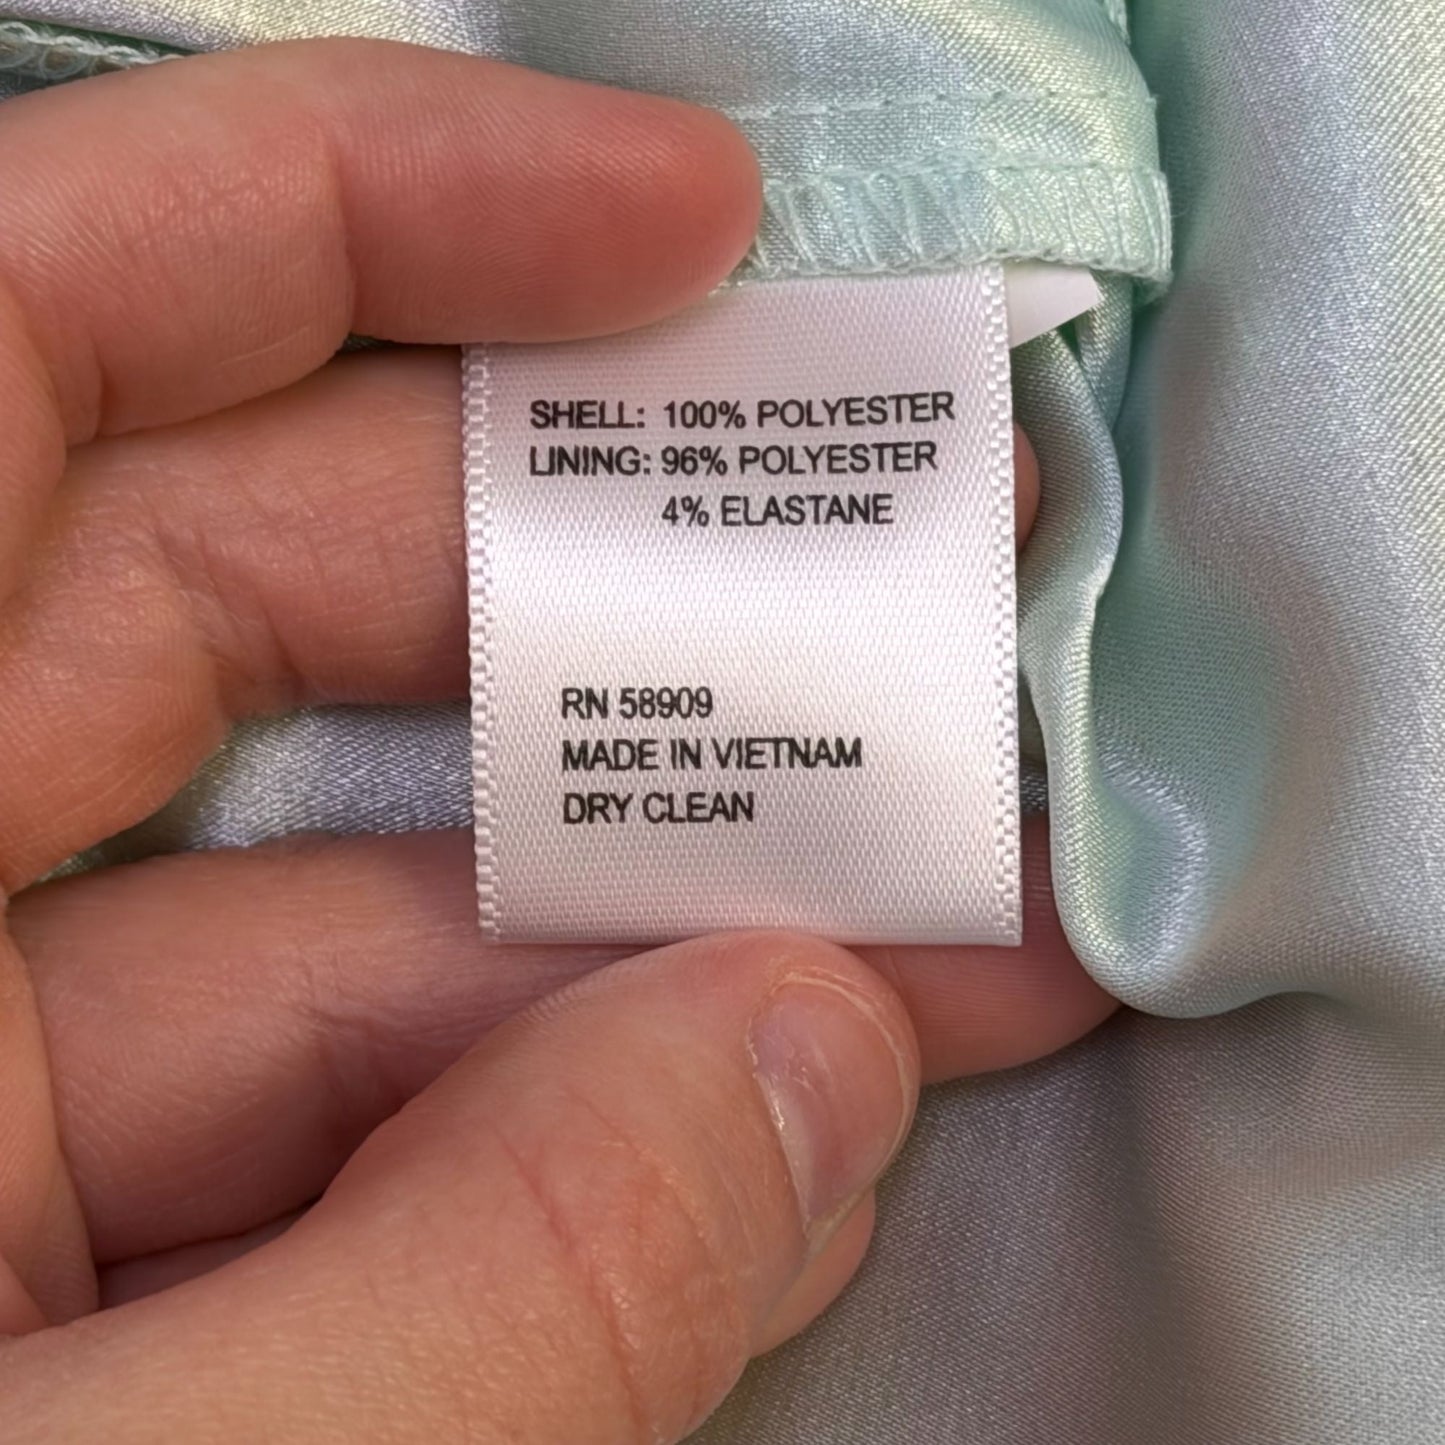 SHELL: 100% POLYESTER
LINING: 96% POLYESTER
4% ELASTANE
RN 58909
MADE IN VIETNAM
DRY CLEAN